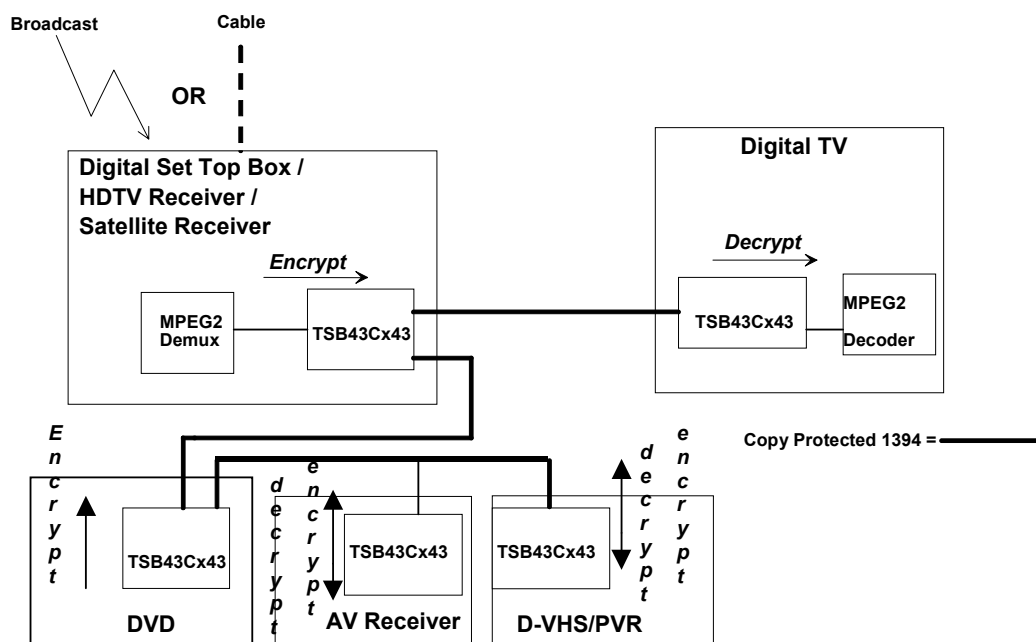 Broadcast
Cable
OR
Digital Set Top Box /
HDTV Receiver /
Satellite Receiver
Digital TV
Encrypt
Decrypt
MPEG2
Demux
TSB43Cx43
TSB43Cx43
MPEG2
Decoder
Copy Protected 1394 =
Encrypt
decrypt
encrypt
decrypt
encrypt
TSB43Cx43
TSB43Cx43
TSB43Cx43
DVD
AV Receiver
D-VHS/PVR